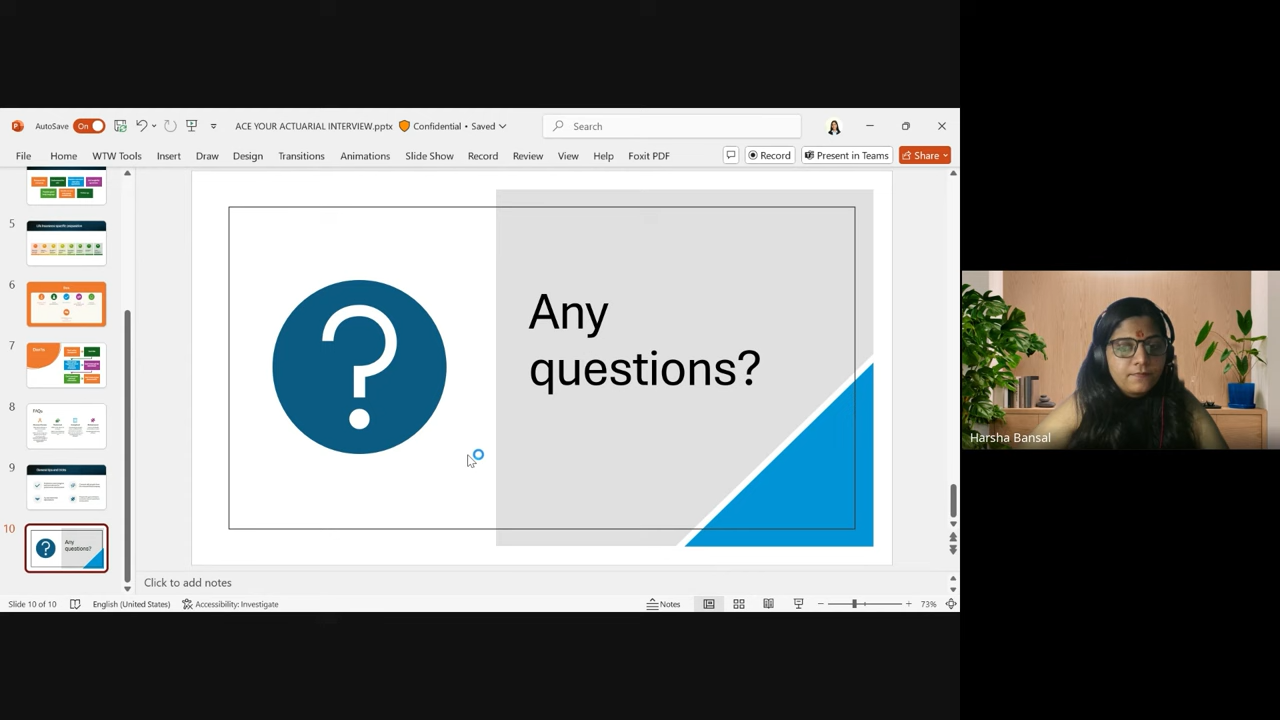 AutoSave On ACE YOUR ACTUARIAL INTERVIEW.pptx Confidential • Saved Search
File Home WTW Tools Insert Draw Design Transitions Animations Slide Show Record Review View Help Foxit PDF Record Present in Teams Share
5
6
7
8
FAQs
9
10
Any
questions?
Any
questions?
Harsha Bansal
Click to add notes
Slide 10 of 10 English (United States) Accessibility: Investigate Notes 73%